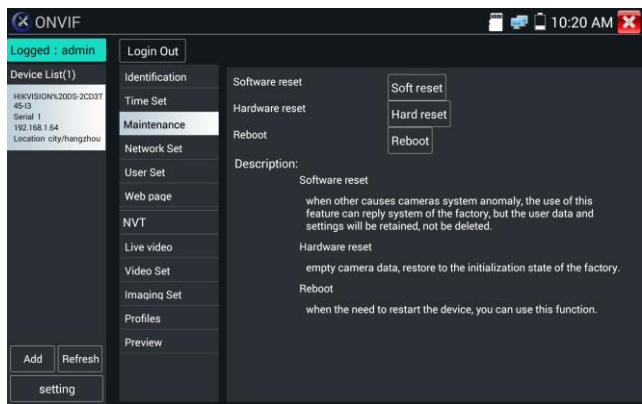 ONVIF
10:20 AM
Logged : admin
Login Out
Device List(1)
HIKVISION%20DS-2CD3T
45-I3
Serial 1
192.168.1.64
Location city/hangzhou
Add
Refresh
setting
Identification
Time Set
Maintenance
Network Set
User Set
Web page
NVT
Live video
Video Set
Imaging Set
Profiles
Preview
Software reset
Soft reset
Hardware reset
Hard reset
Reboot
Reboot
Description:
Software reset
when other causes cameras system anomaly, the use of this
feature can reply system of the factory, but the user data and
settings will be retained, not be deleted.
Hardware reset
empty camera data, restore to the initialization state of the factory.
Reboot
when the need to restart the device, you can use this function.